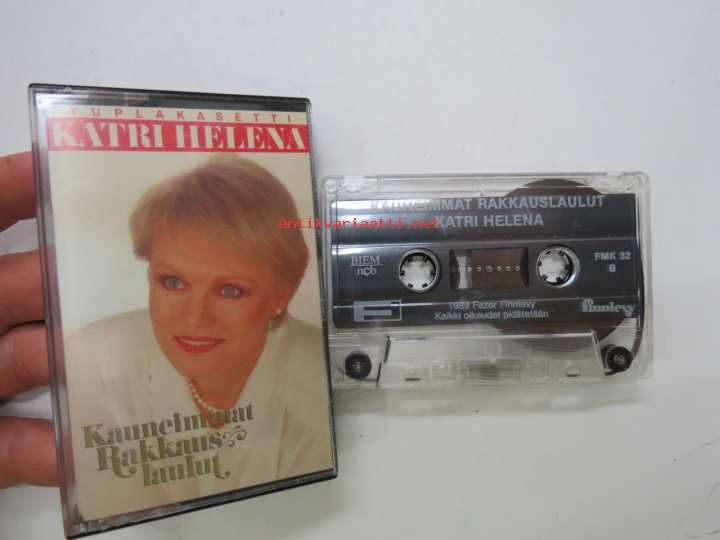 TUPLAKASETTI
KATRI HELENA
Kauneimmat
Rakkaus
laulut
Antikvariaatti.net
KAUNEIMMAT RAKKAUSLAULUT
KATRI HELENA
BIEM
ncb
FMK 32
B
1989 Fazer Finnlevy
Kaikki oikeudet pidätetään
finnlevy